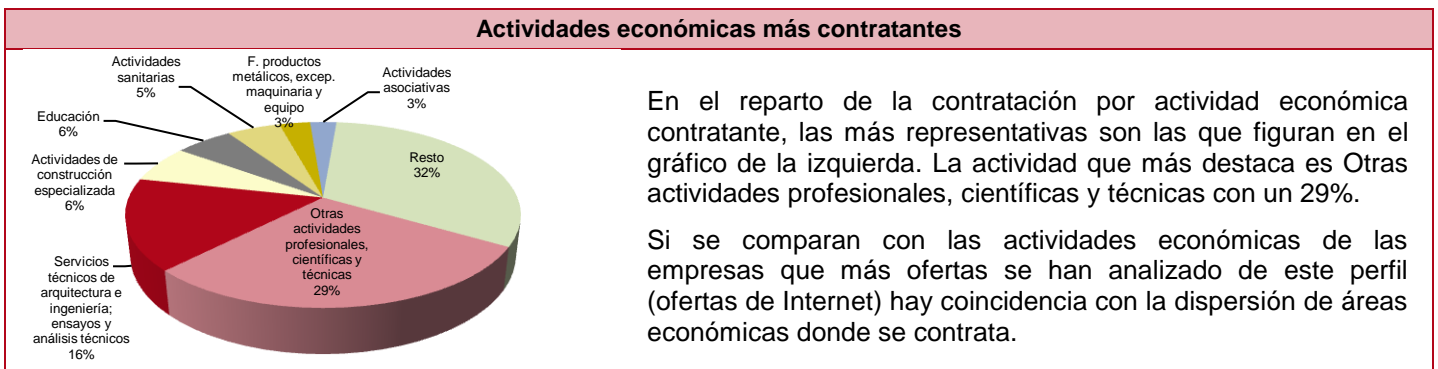 Actividades económicas más contratantes
Actividades
sanitarias
5%
F. productos
metálicos, excep.
maquinaria y
equipo
3%
Actividades
asociativas
3%
Educación
6%
Actividades de
construcción
especializada
6%
Servicios
técnicos de
arquitectura e
ingeniería;
ensayos y
análisis técnicos
16%
Otras
actividades
profesionales,
científicas y
técnicas
29%
Resto
32%
En el reparto de la contratación por actividad económica
contratante, las más representativas son las que figuran en el
gráfico de la izquierda. La actividad que más destaca es Otras
actividades profesionales, científicas y técnicas con un 29%.
Si se comparan con las actividades económicas de las
empresas que más ofertas se han analizado de este perfil
(ofertas de Internet) hay coincidencia con la dispersión de áreas
económicas donde se contrata.